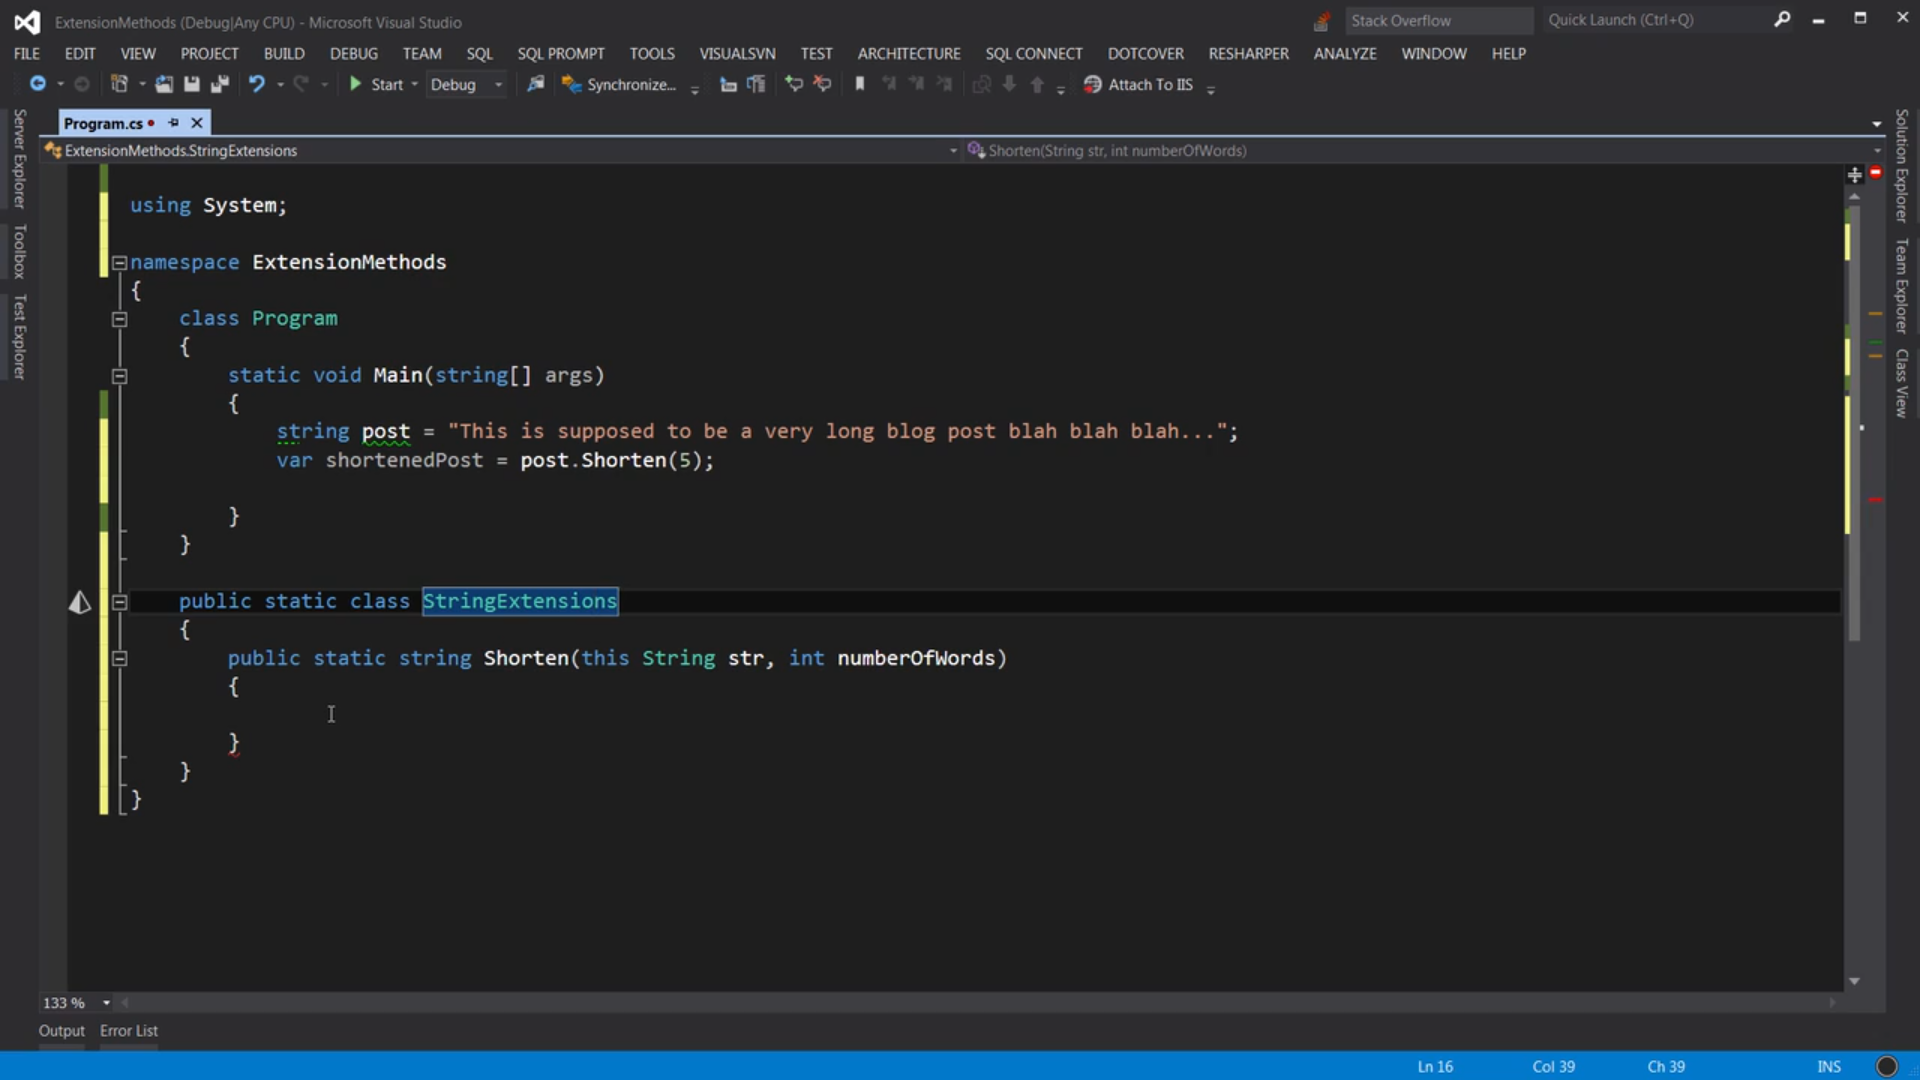 ExtensionMethods (Debug|Any CPU) - Microsoft Visual Studio
Stack Overflow
Quick Launch (Ctrl+Q)
FILE EDIT VIEW PROJECT BUILD DEBUG TEAM SQL SQL PROMPT TOOLS VISUALSVN TEST ARCHITECTURE SQL CONNECT DOTCOVER RESHARPER ANALYZE WINDOW HELP
Start Debug Synchronize... Attach To IIS
Program.cs
ExtensionMethods.StringExtensions
Shorten(String str, int numberOfWords)
Server Explorer
Toolbox
Test Explorer
using System;
namespace ExtensionMethods
{
class Program
{
static void Main(string[] args)
{
string post = "This is supposed to be a very long blog post blah blah blah...";
var shortenedPost = post.Shorten(5);
}
}
public static class StringExtensions
{
public static string Shorten(this String str, int numberOfWords)
{
}
}
}
Solution Explorer
Team Explorer
Class View
133 %
Output Error List
Ln 16 Col 39 Ch 39 INS